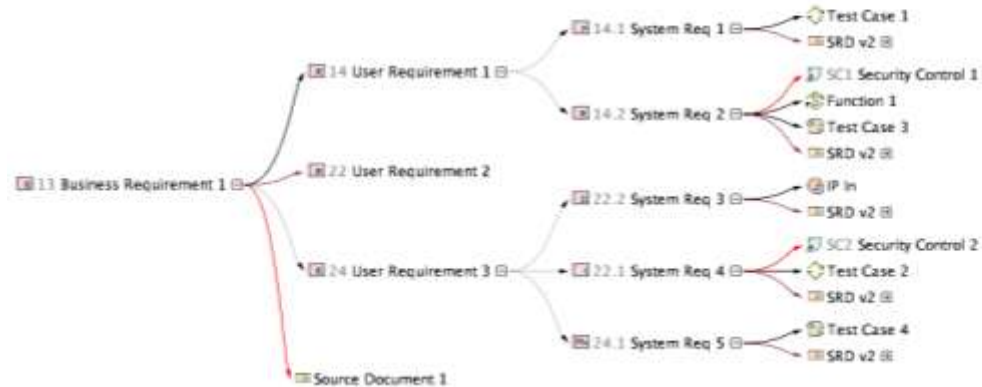 13 Business Requirement 1
14 User Requirement 1
14.1 System Req 1
Test Case 1
SRD v2
14.2 System Req 2
SC1 Security Control 1
Function 1
Test Case 3
SRD v2
22 User Requirement 2
24 User Requirement 3
22.2 System Req 3
IP In
SRD v2
22.1 System Req 4
SC2 Security Control 2
Test Case 2
SRD v2
24.1 System Req 5
Test Case 4
SRD v2
Source Document 1